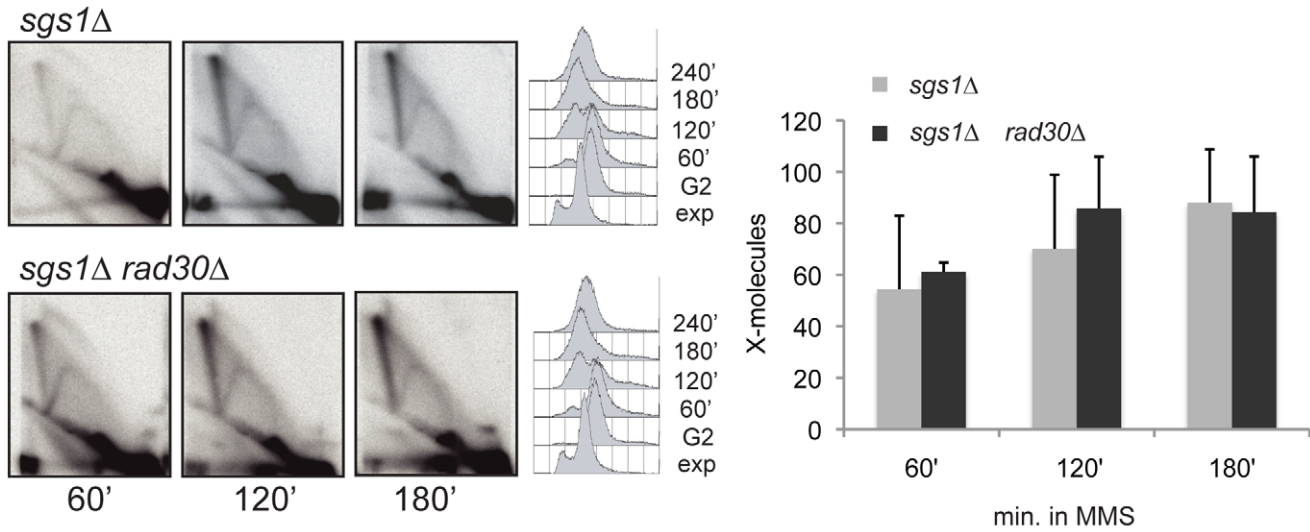 sgs1Δ
240'
180'
120'
60'
G2
exp
sgs1Δ rad30Δ
240'
180'
120'
60'
G2
exp
60' 120' 180'
sgs1Δ
sgs1Δ rad30Δ
X-molecules
120
100
80
60
40
20
0
60' 120' 180'
min. in MMS